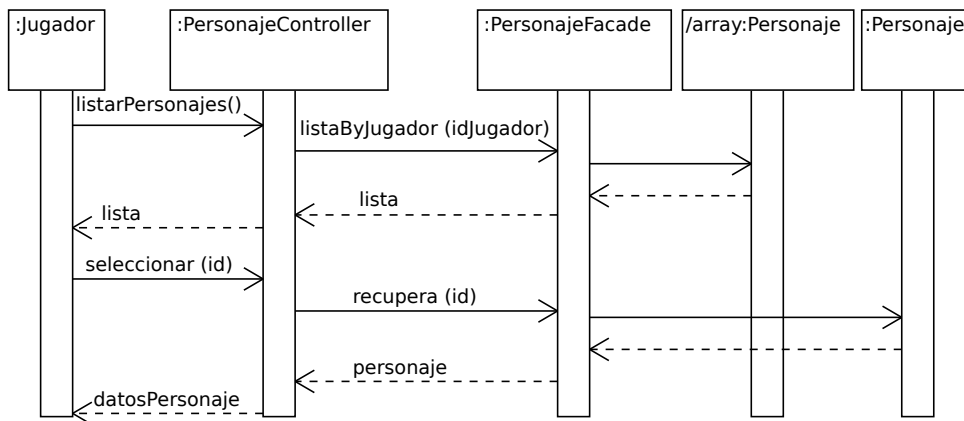 :Jugador
:PersonajeController
:PersonajeFacade
/array:Personaje
:Personaje
listarPersonajes()
listaByJugador (idJugador)
lista
lista
seleccionar (id)
recupera (id)
personaje
datosPersonaje